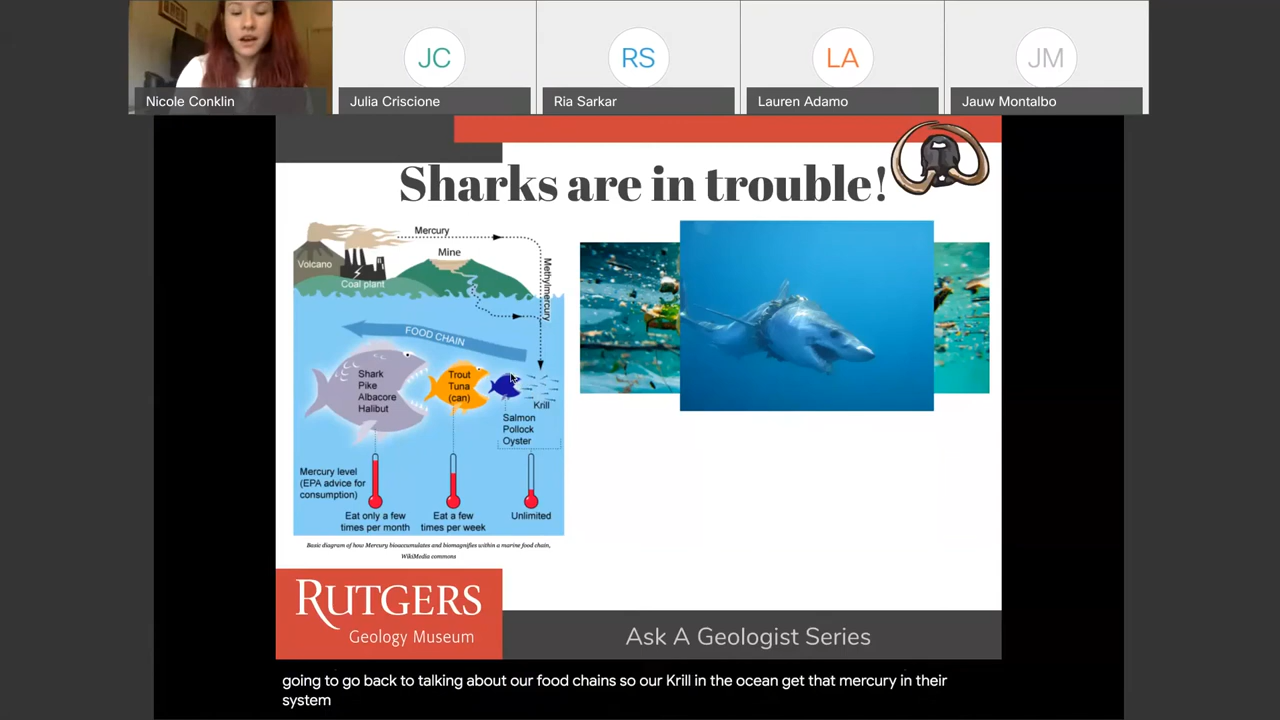 JC
RS
LA
JM
Nicole Conklin
Julia Criscione
Ria Sarkar
Lauren Adamo
Jauw Montalbo
Sharks are in trouble!
Mercury
Mine
Volcano
Coal plant
Methylmercury
FOOD CHAIN
Shark
Pike
Albacore
Halibut
Trout
Tuna
(can)
Krill
Salmon
Pollock
Oyster
Mercury level
(EPA advice for
consumption)
Eat only a few
times per month
Eat a few
times per week
Unlimited
Basic diagram of how Mercury bioaccumulates and biomagnifies within a marine food chain,
WikiMedia commons
RUTGERS
Geology Museum
Ask A Geologist Series
going to go back to talking about our food chains so our Krill in the ocean get that mercury in their
system